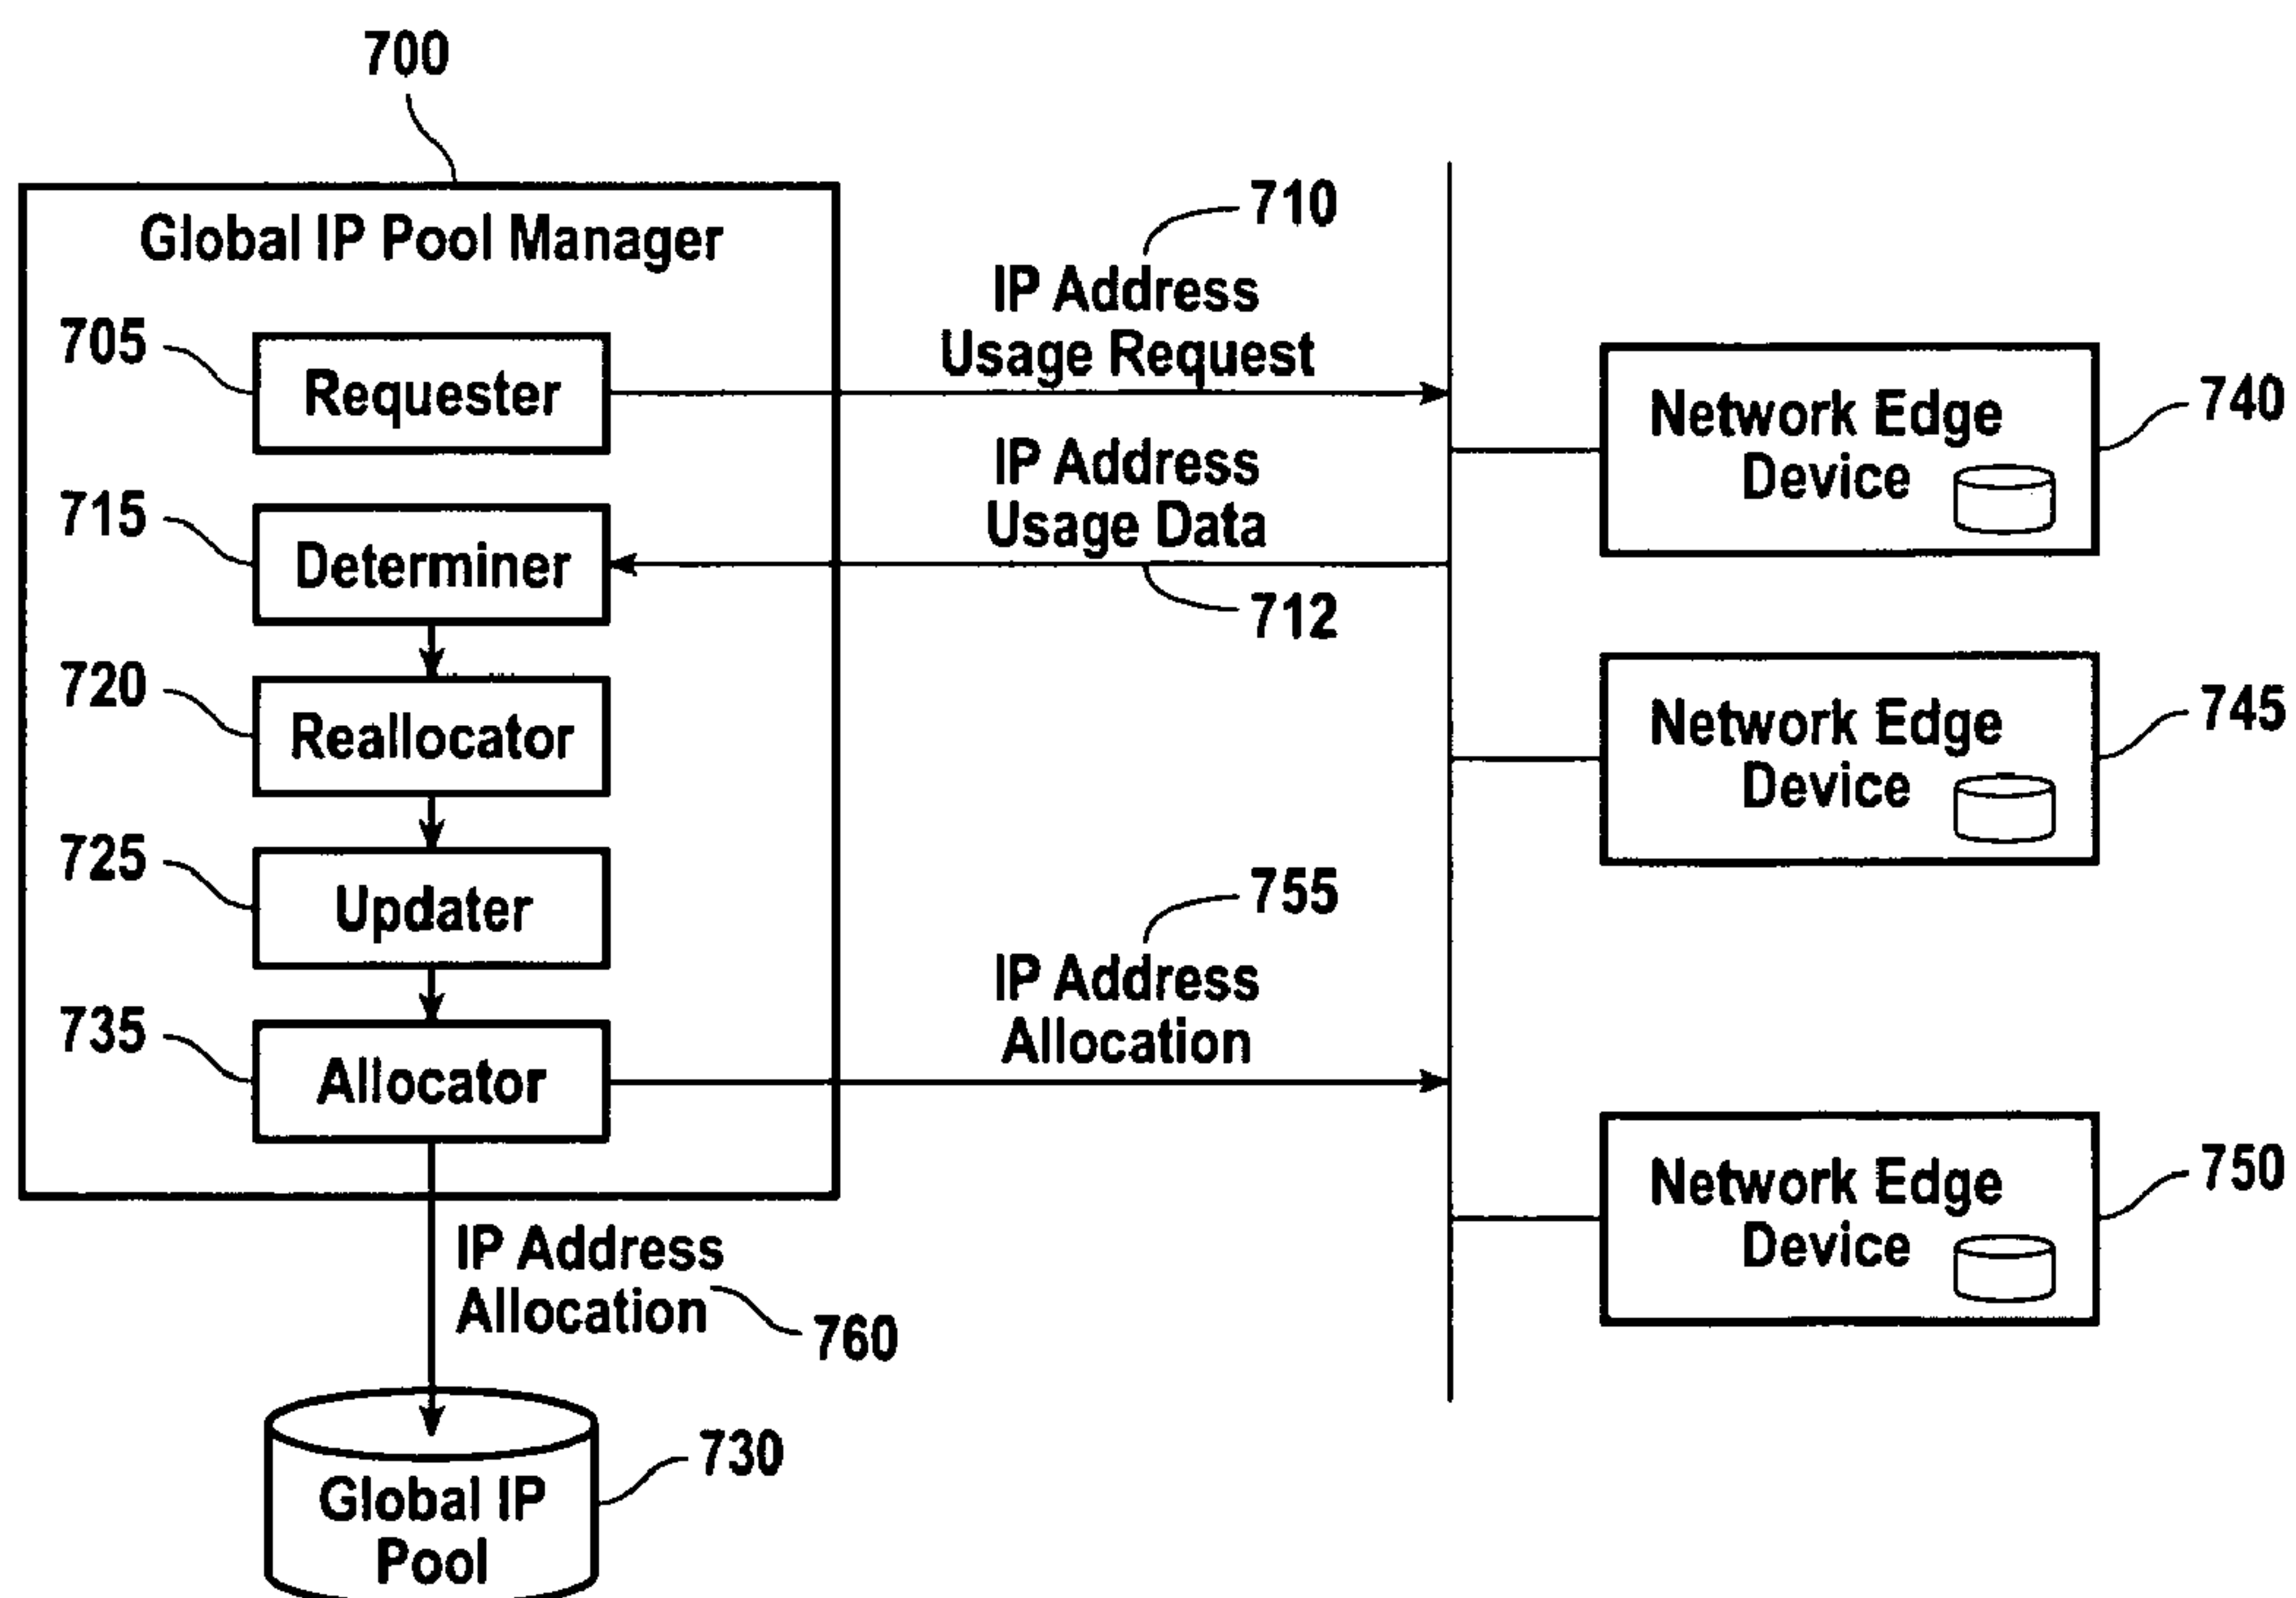 700
Global IP Pool Manager
710
IP Address
Usage Request
705
Requester
Network Edge
Device
740
IP Address
Usage Data
715
Determiner
712
720
Reallocator
Network Edge
Device
745
725
Updater
755
IP Address
Allocation
735
Allocator
Network Edge
Device
750
IP Address
Allocation
760
730
Global IP
Pool